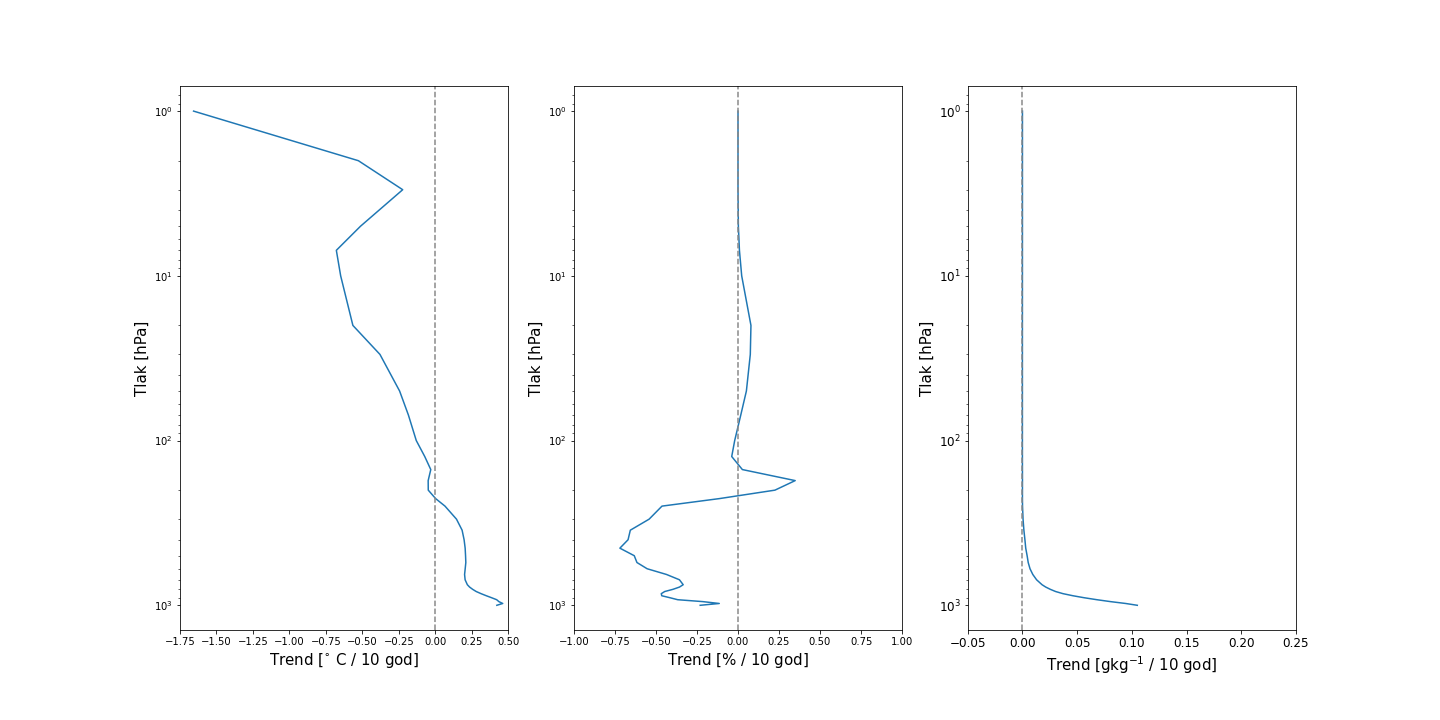 10⁰
10¹
10²
10³
Tlak [hPa]
−1.75 −1.50 −1.25 −1.00 −0.75 −0.50 −0.25 0.00 0.25 0.50
Trend [° C / 10 god]
10⁰
10¹
10²
10³
Tlak [hPa]
−1.00 −0.75 −0.50 −0.25 0.00 0.25 0.50 0.75 1.00
Trend [% / 10 god]
10⁰
10¹
10²
10³
Tlak [hPa]
−0.05 0.00 0.05 0.10 0.15 0.20 0.25
Trend [gkg⁻¹ / 10 god]